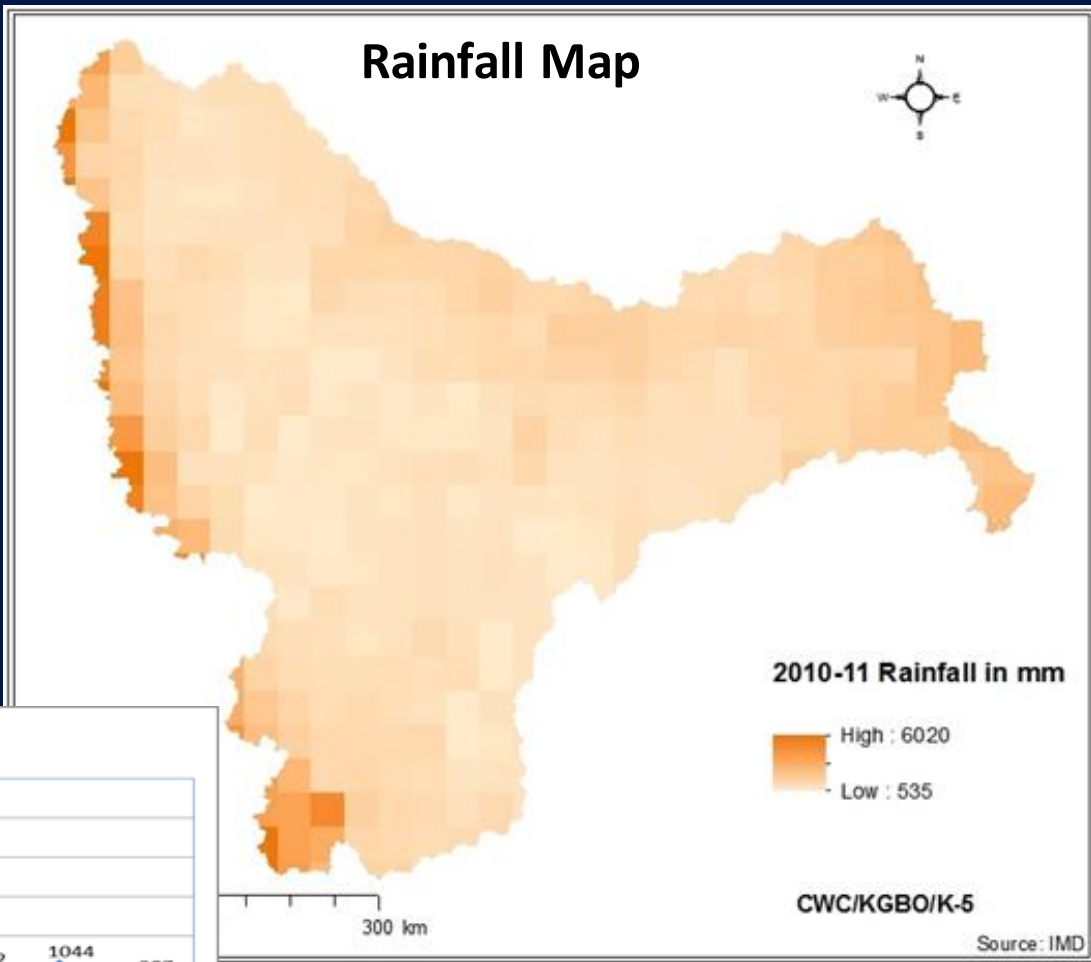 Rainfall Map
N
W E
S
2010-11 Rainfall in mm
High : 6020
Low : 535
300 km
CWC/KGBO/K-5
Source: IMD
1044